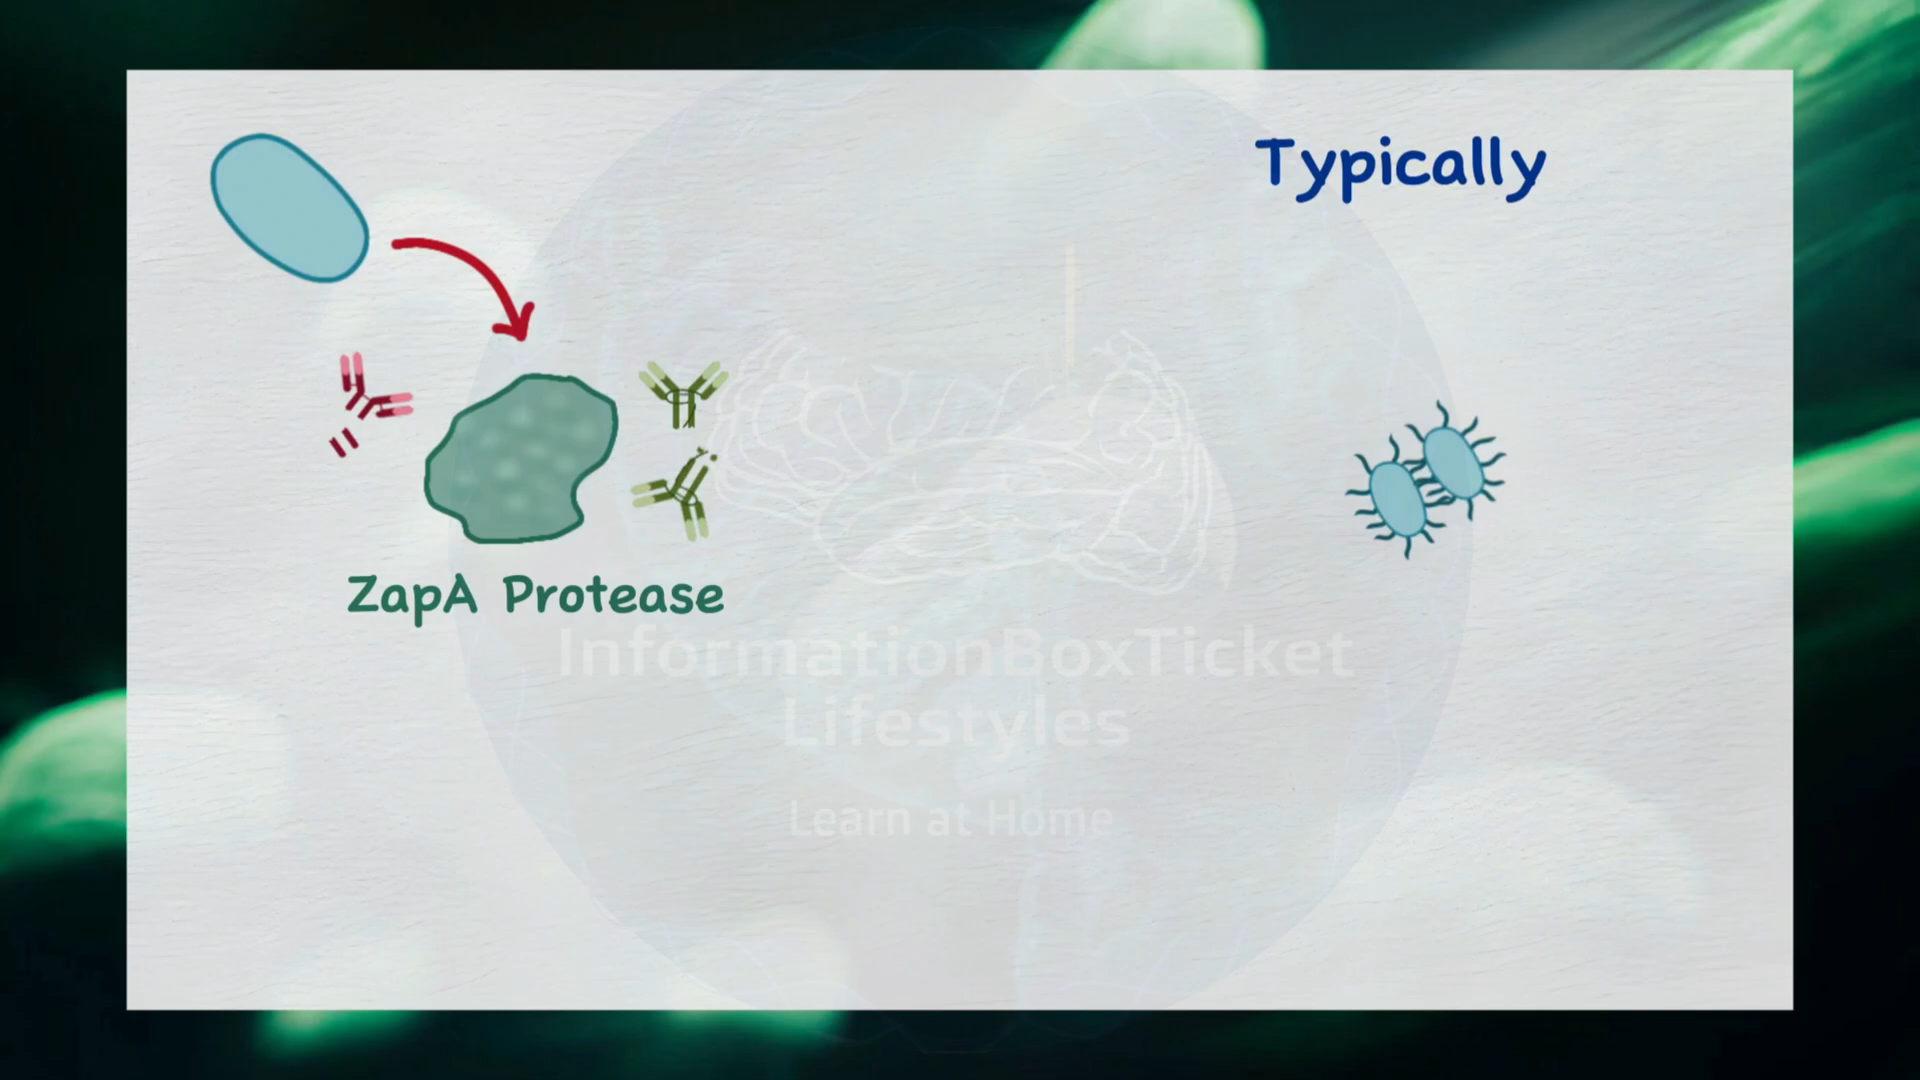 Typically
ZapA Protease
InformationBoxTicket
Lifestyles
Learn at Home